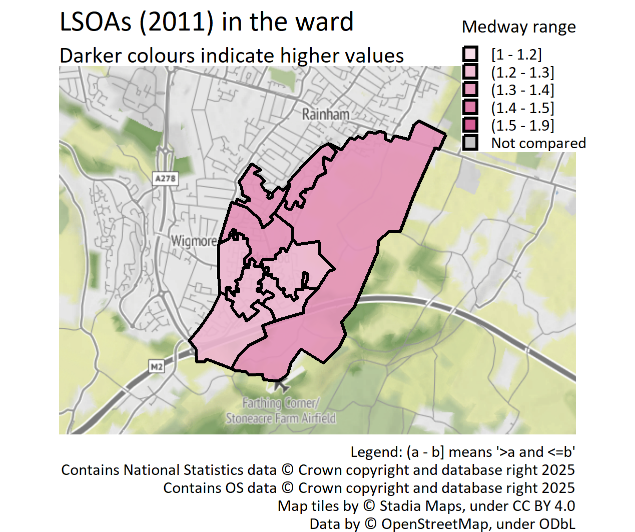 LSOAs (2011) in the ward
Darker colours indicate higher values
Medway range
[1 - 1.2]
(1.2 - 1.3]
(1.3 - 1.4]
(1.4 - 1.5]
(1.5 - 1.9]
Not compared
Rainham
A278
Wigmore
M2
Farthing Corner/
Stoneacre Farm Airfield
Legend: (a - b] means '>a and <=b'
Contains National Statistics data © Crown copyright and database right 2025
Contains OS data © Crown copyright and database right 2025
Map tiles by © Stadia Maps, under CC BY 4.0
Data by © OpenStreetMap, under ODbL